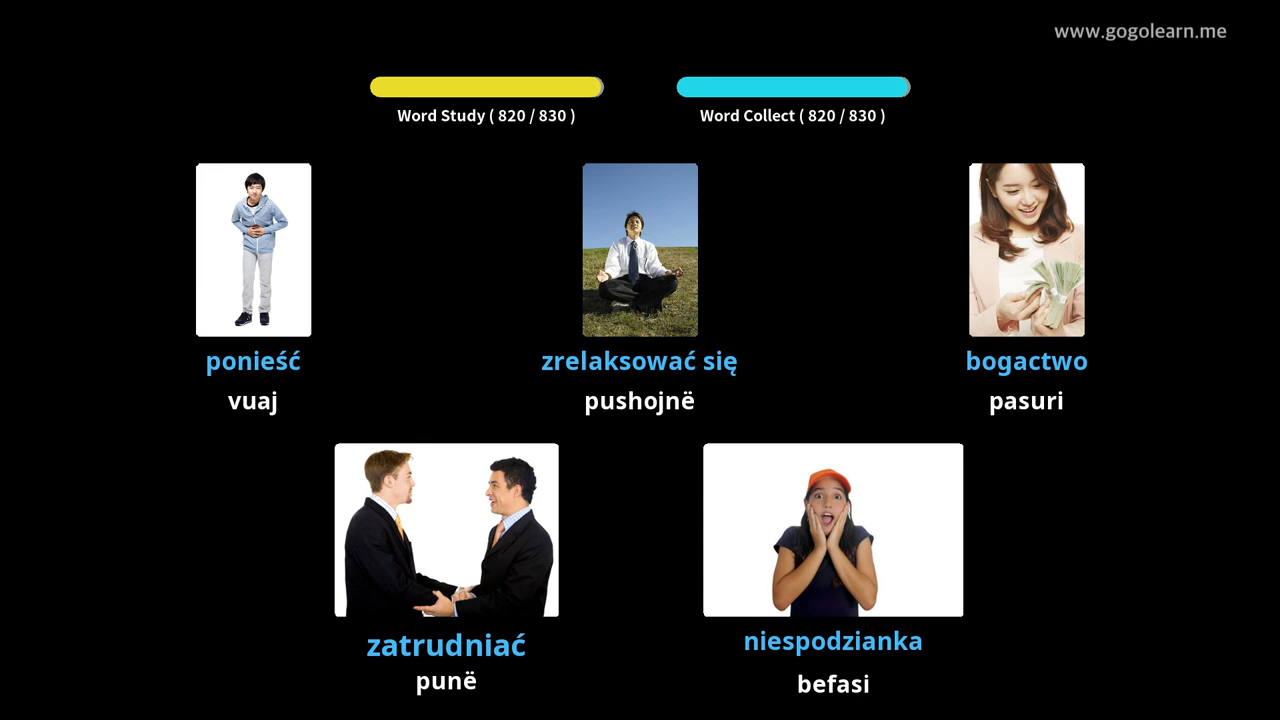 www.gogolearn.me
Word Study ( 820 / 830 )
Word Collect ( 820 / 830 )
ponieść
zrelaksować się
bogactwo
vuaj
pushojnë
pasuri
zatrudniać
niespodzianka
punë
befasi